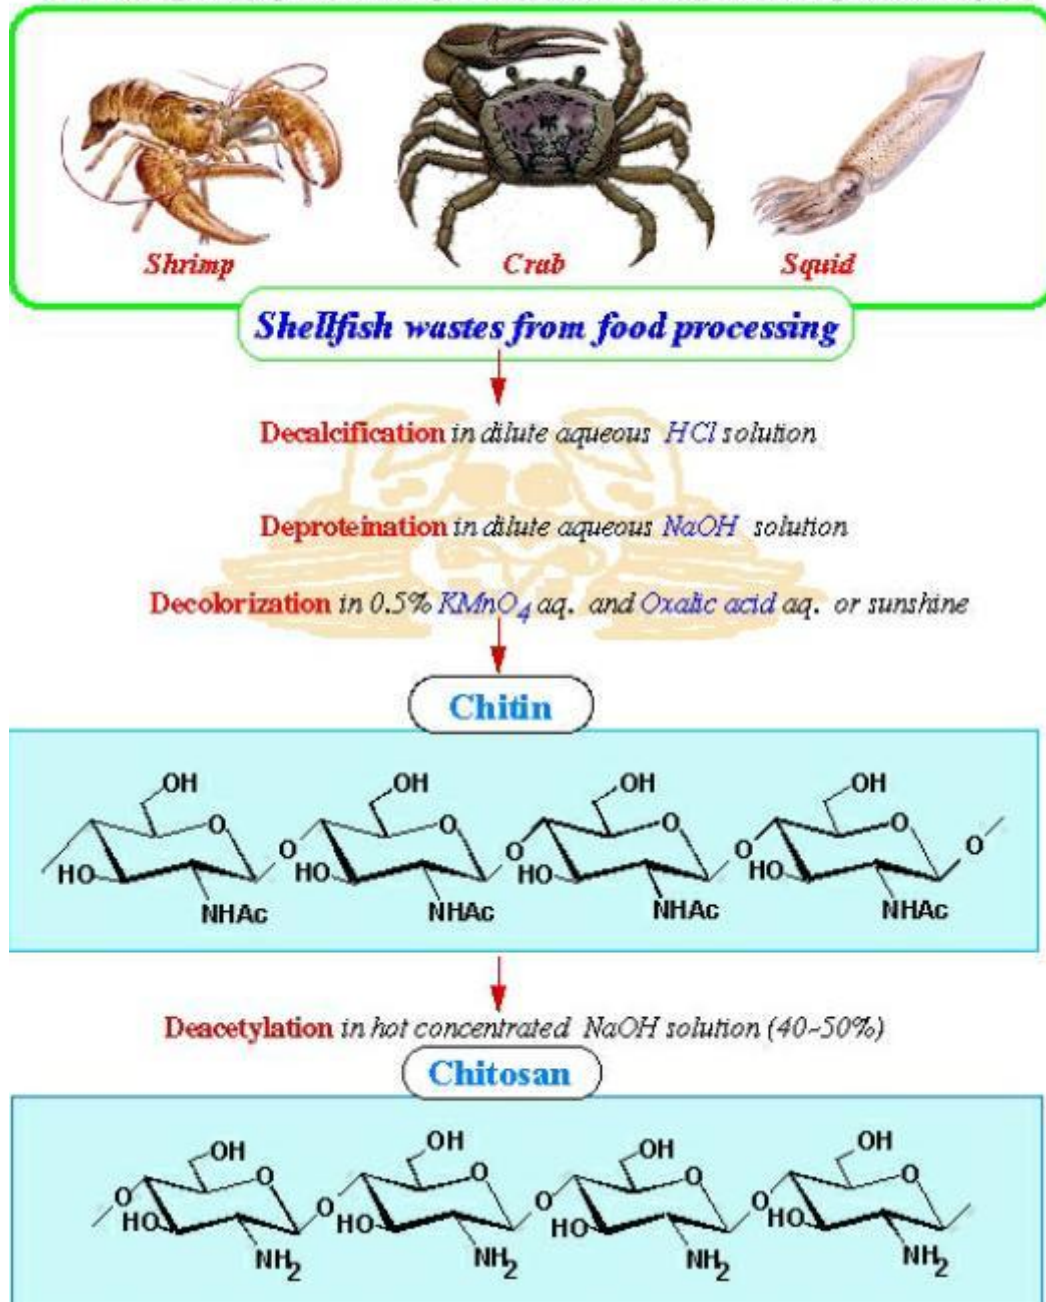 Shrimp Crab Squid
Shellfish wastes from food processing
Decalcification in dilute aqueous HCl solution
Deproteination in dilute aqueous NaOH solution
Decolorization in 0.5% KMnO4 aq. and Oxalic acid aq. or sunshine
Chitin
OH OH OH OH
O O O O
O O O O
HO HO HO HO
NHAc NHAc NHAc NHAc
Deacetylation in hot concentrated NaOH solution (40~50%)
Chitosan
OH OH OH OH
O O O O
O O O O
HO HO HO HO
NH2 NH2 NH2 NH2